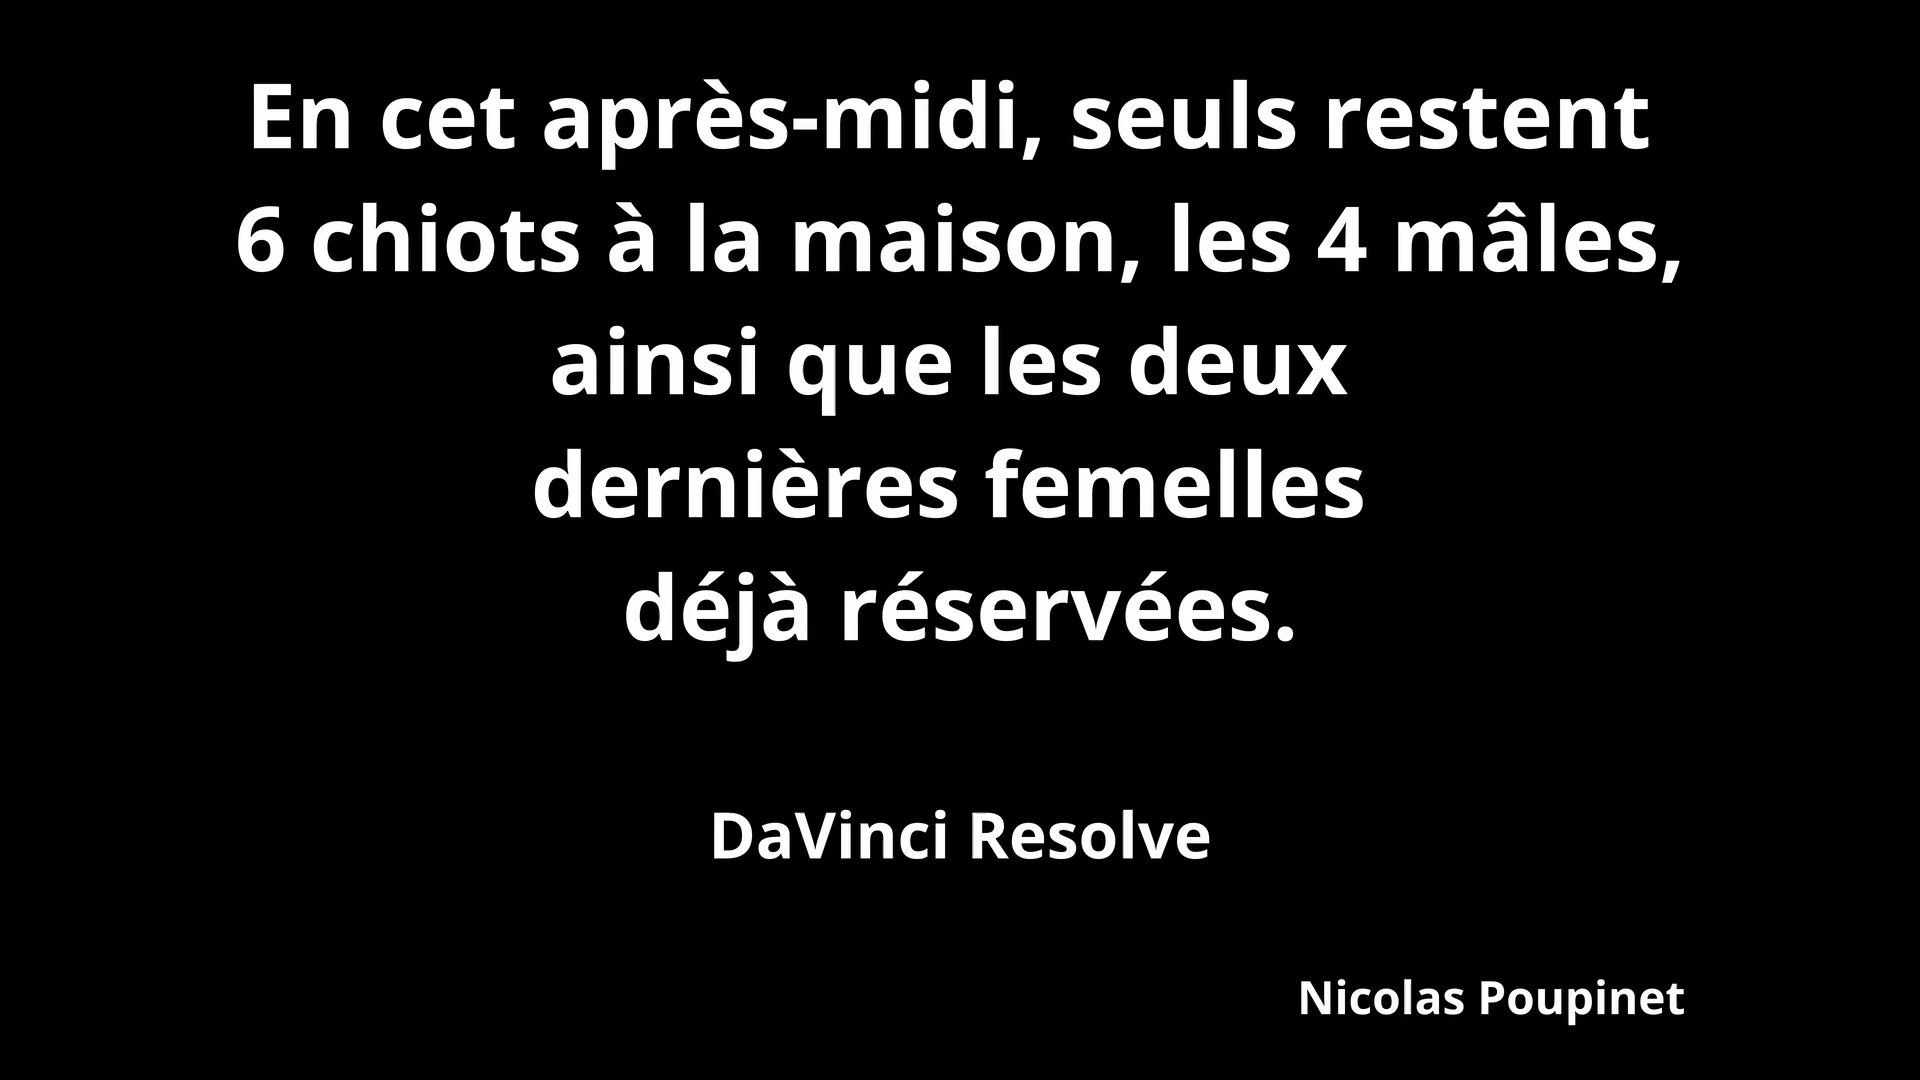 En cet après-midi, seuls restent
6 chiots à la maison, les 4 mâles,
ainsi que les deux
dernières femelles
déjà réservées.
DaVinci Resolve
Nicolas Poupinet